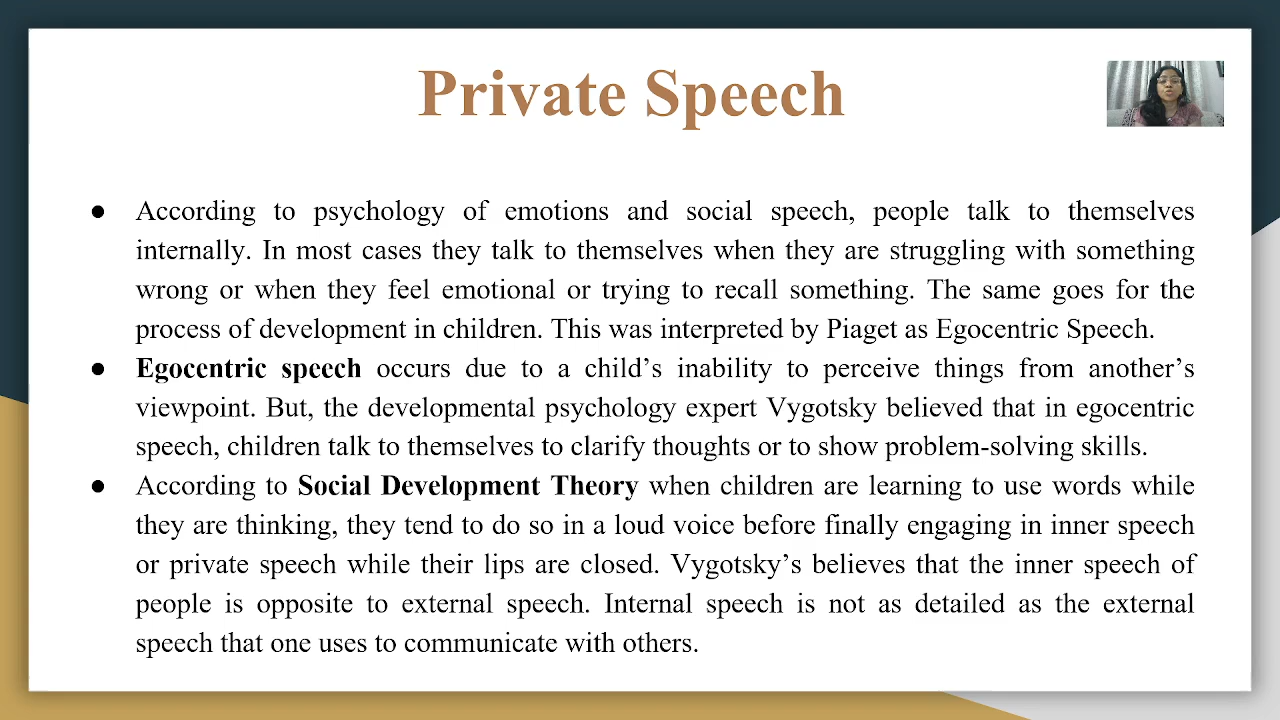 Private Speech
● According to psychology of emotions and social speech, people talk to themselves
internally. In most cases they talk to themselves when they are struggling with something
wrong or when they feel emotional or trying to recall something. The same goes for the
process of development in children. This was interpreted by Piaget as Egocentric Speech.
● Egocentric speech occurs due to a child’s inability to perceive things from another’s
viewpoint. But, the developmental psychology expert Vygotsky believed that in egocentric
speech, children talk to themselves to clarify thoughts or to show problem-solving skills.
● According to Social Development Theory when children are learning to use words while
they are thinking, they tend to do so in a loud voice before finally engaging in inner speech
or private speech while their lips are closed. Vygotsky’s believes that the inner speech of
people is opposite to external speech. Internal speech is not as detailed as the external
speech that one uses to communicate with others.